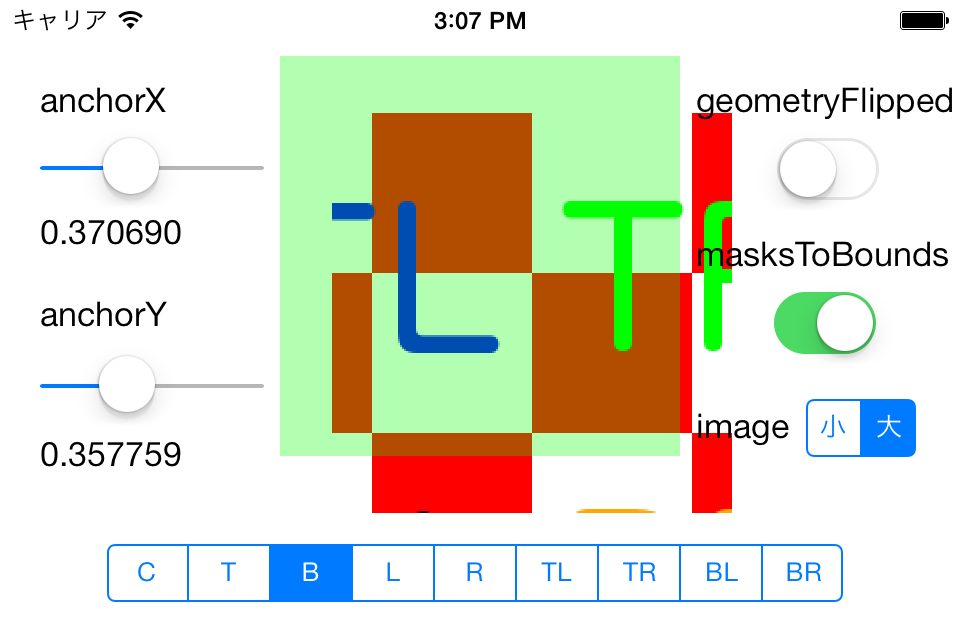 キャリア 3:07 PM
anchorX
0.370690
anchorY
0.357759
L T
geometryFlipped
masksToBounds
image 小 大
C T B L R TL TR BL BR